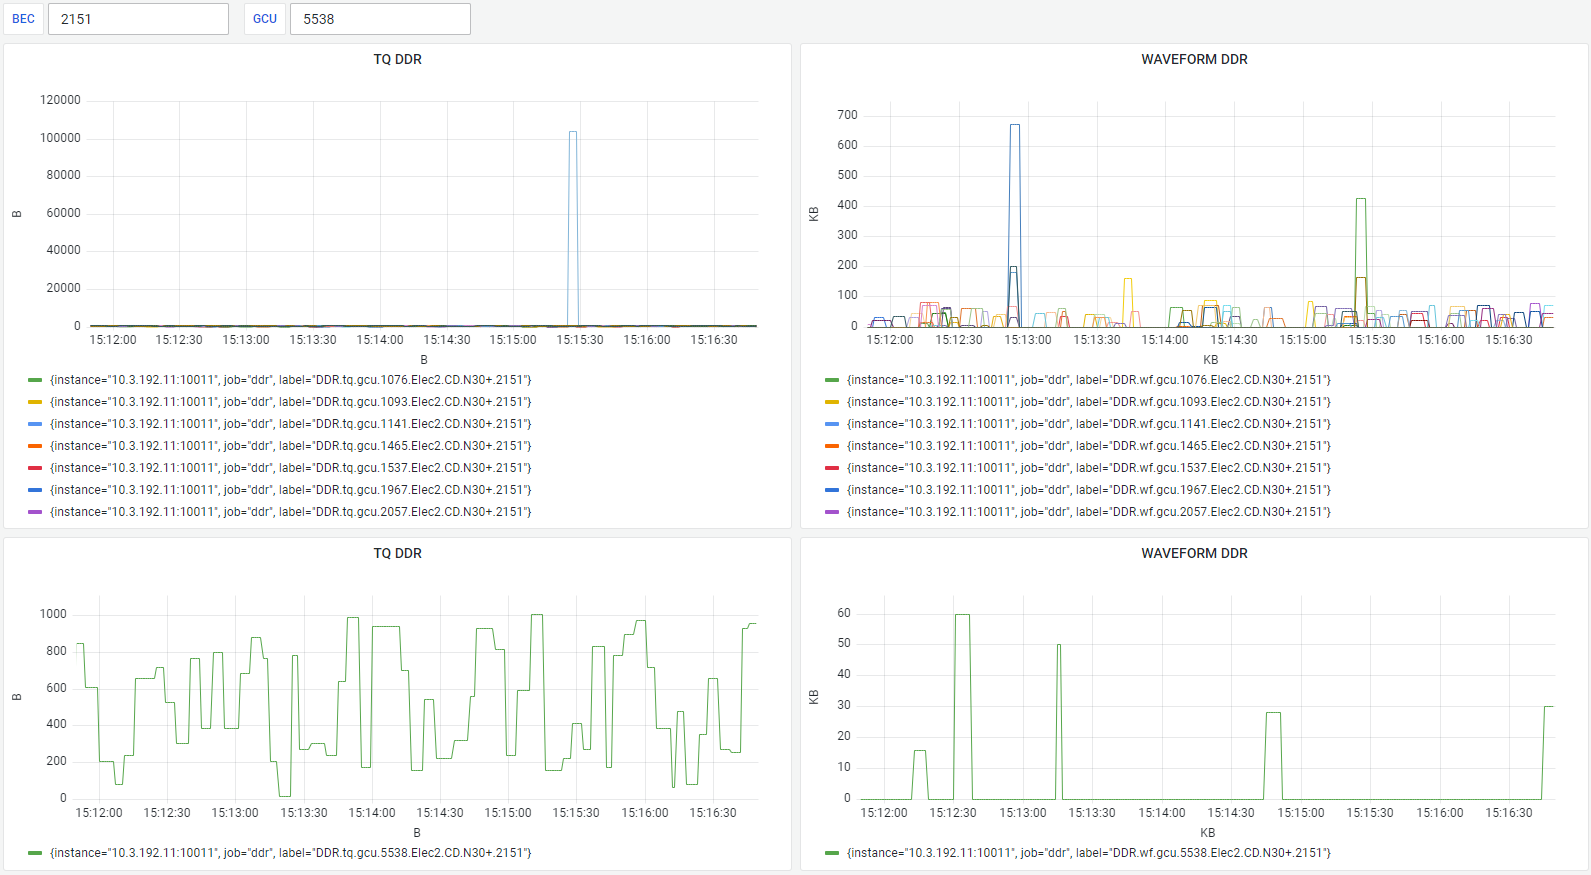 BEC 2151 GCU 5538
TQ DDR
120000
100000
80000
60000
40000
20000
0
B
15:12:00 15:12:30 15:13:00 15:13:30 15:14:00 15:14:30 15:15:00 15:15:30 15:16:00 15:16:30
B
{instance="10.3.192.11:10011", job="ddr", label="DDR.tq.gcu.1076.Elec2.CD.N30+.2151"}
{instance="10.3.192.11:10011", job="ddr", label="DDR.tq.gcu.1093.Elec2.CD.N30+.2151"}
{instance="10.3.192.11:10011", job="ddr", label="DDR.tq.gcu.1141.Elec2.CD.N30+.2151"}
{instance="10.3.192.11:10011", job="ddr", label="DDR.tq.gcu.1465.Elec2.CD.N30+.2151"}
{instance="10.3.192.11:10011", job="ddr", label="DDR.tq.gcu.1537.Elec2.CD.N30+.2151"}
{instance="10.3.192.11:10011", job="ddr", label="DDR.tq.gcu.1967.Elec2.CD.N30+.2151"}
{instance="10.3.192.11:10011", job="ddr", label="DDR.tq.gcu.2057.Elec2.CD.N30+.2151"}
WAVEFORM DDR
700
600
500
400
300
200
100
0
KB
15:12:00 15:12:30 15:13:00 15:13:30 15:14:00 15:14:30 15:15:00 15:15:30 15:16:00 15:16:30
KB
{instance="10.3.192.11:10011", job="ddr", label="DDR.wf.gcu.1076.Elec2.CD.N30+.2151"}
{instance="10.3.192.11:10011", job="ddr", label="DDR.wf.gcu.1093.Elec2.CD.N30+.2151"}
{instance="10.3.192.11:10011", job="ddr", label="DDR.wf.gcu.1141.Elec2.CD.N30+.2151"}
{instance="10.3.192.11:10011", job="ddr", label="DDR.wf.gcu.1465.Elec2.CD.N30+.2151"}
{instance="10.3.192.11:10011", job="ddr", label="DDR.wf.gcu.1537.Elec2.CD.N30+.2151"}
{instance="10.3.192.11:10011", job="ddr", label="DDR.wf.gcu.1967.Elec2.CD.N30+.2151"}
{instance="10.3.192.11:10011", job="ddr", label="DDR.wf.gcu.2057.Elec2.CD.N30+.2151"}
TQ DDR
1000
800
600
400
200
0
B
15:12:00 15:12:30 15:13:00 15:13:30 15:14:00 15:14:30 15:15:00 15:15:30 15:16:00 15:16:30
B
{instance="10.3.192.11:10011", job="ddr", label="DDR.tq.gcu.5538.Elec2.CD.N30+.2151"}
WAVEFORM DDR
60
50
40
30
20
10
0
KB
15:12:00 15:12:30 15:13:00 15:13:30 15:14:00 15:14:30 15:15:00 15:15:30 15:16:00 15:16:30
KB
{instance="10.3.192.11:10011", job="ddr", label="DDR.wf.gcu.5538.Elec2.CD.N30+.2151"}